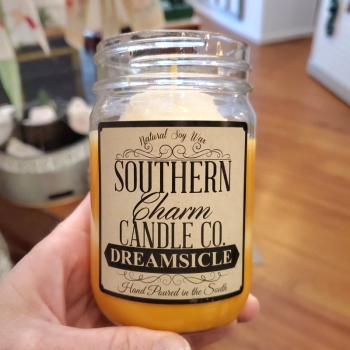 Natural Soy Wax
SOUTHERN
Charm
CANDLE CO.
DREAMSICLE
Hand Poured in the South